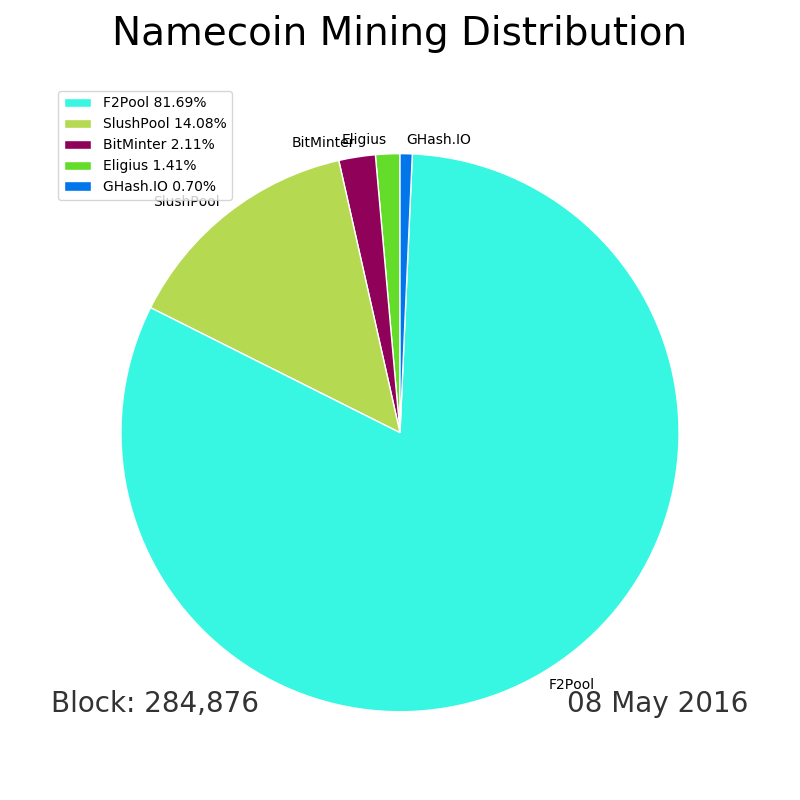 Namecoin Mining Distribution
F2Pool 81.69%
SlushPool 14.08%
BitMinter 2.11%
Eligius 1.41%
GHash.IO 0.70%
BitMinter
Eligius
GHash.IO
SlushPool
F2Pool
Block: 284,876
08 May 2016